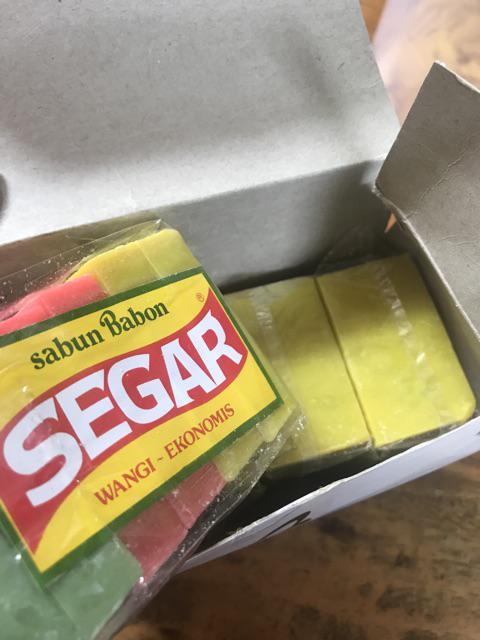 sabun Babon
SEGAR®
WANGI ~ EKONOMIS